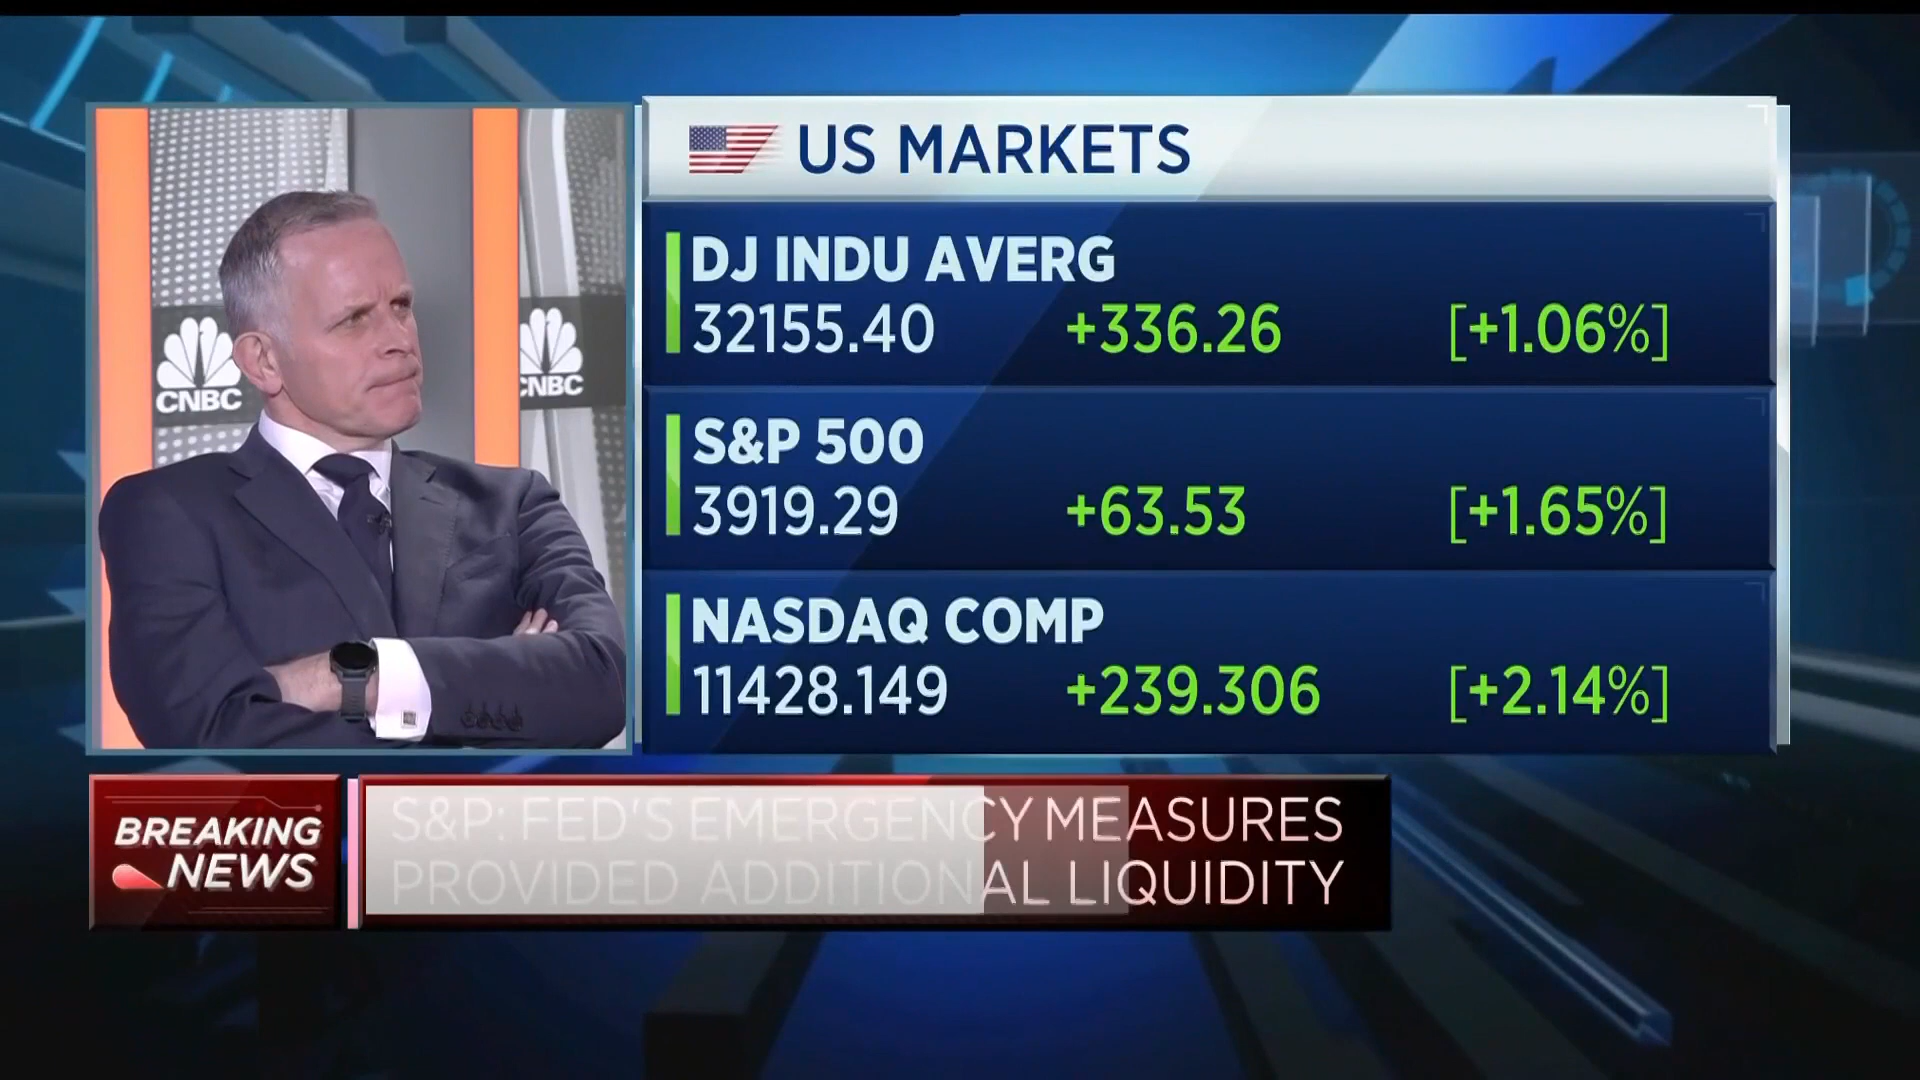 US MARKETS
DJ INDU AVERG
32155.40 +336.26 [+1.06%]
S&P 500
3919.29 +63.53 [+1.65%]
NASDAQ COMP
11428.149 +239.306 [+2.14%]
CNBC
CNBC
BREAKING
NEWS
S&P: FED'S EMERGENCY MEASURES
PROVIDED ADDITIONAL LIQUIDITY